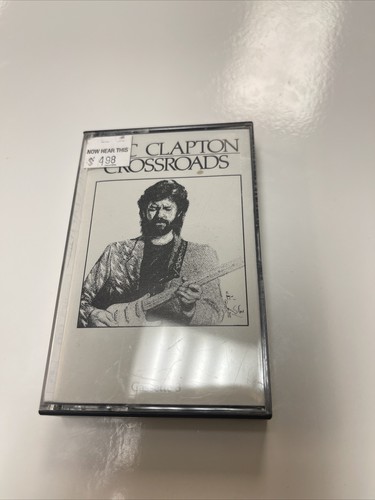 NOW HEAR THIS
$ 4.98
C CLAPTON
CROSSROADS